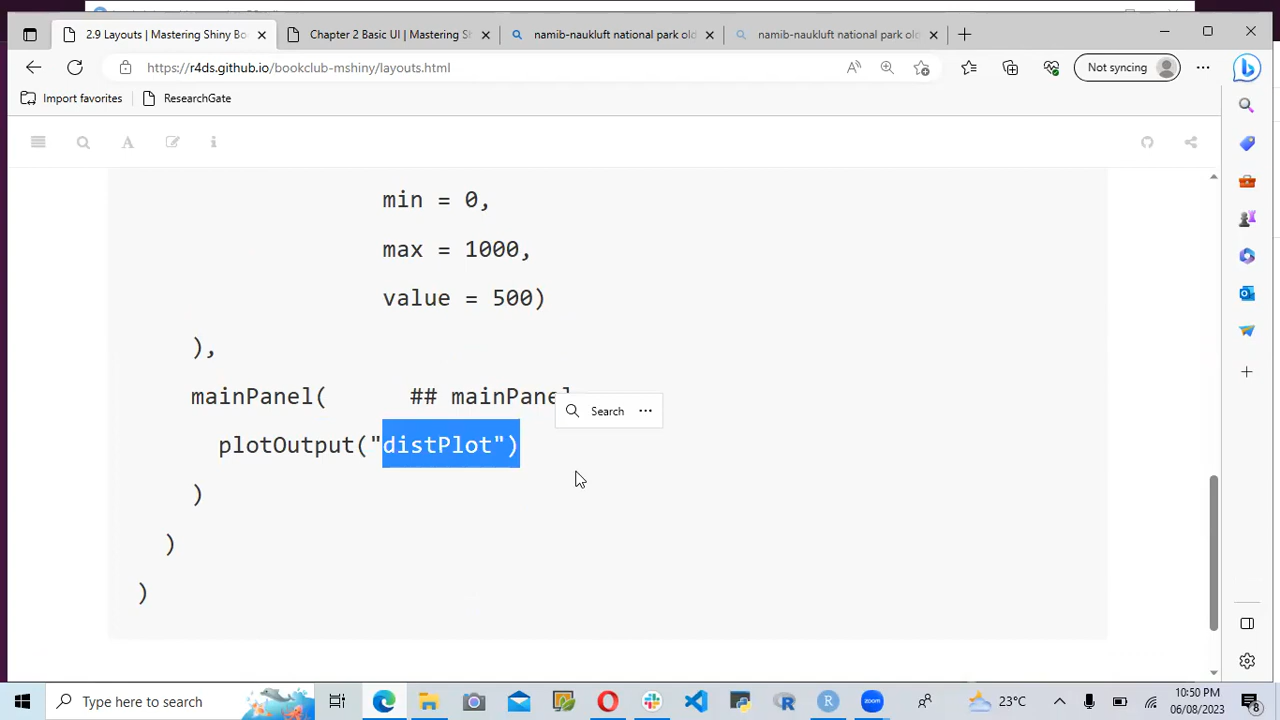 2.9 Layouts | Mastering Shiny Bo
Chapter 2 Basic UI | Mastering S
namib-naukluft national park old
namib-naukluft national park old
https://r4ds.github.io/bookclub-mshiny/layouts.html
Not syncing
Import favorites
ResearchGate
min = 0,
max = 1000,
value = 500)
),
mainPanel( ## mainPanel
Search
plotOutput("distPlot")
)
)
)
Type here to search
23°C
10:50 PM
06/08/2023
8